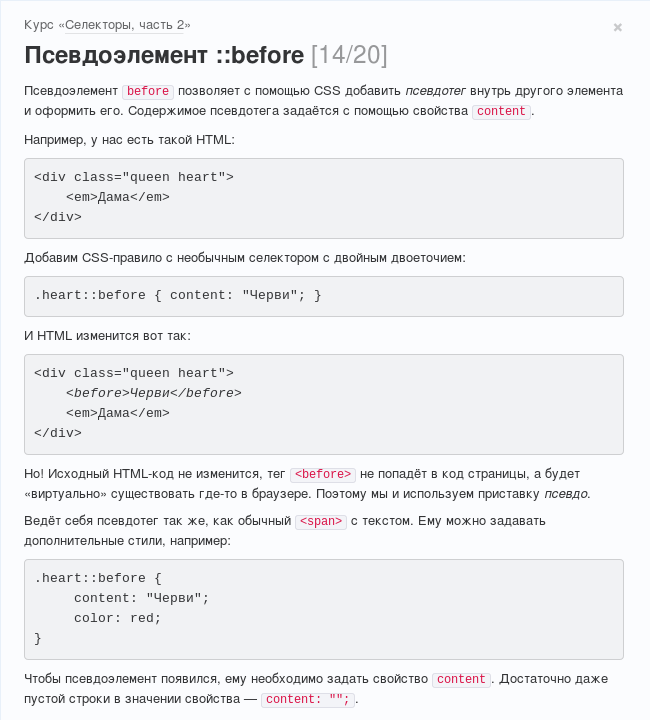 Курс «Селекторы, часть 2»
×
Псевдоэлемент ::before [14/20]
Псевдоэлемент before позволяет с помощью CSS добавить псевдотег внутрь другого элемента
и оформить его. Содержимое псевдотега задаётся с помощью свойства content.
Например, у нас есть такой HTML:
<div class="queen heart">
    <em>Дама</em>
</div>
Добавим CSS-правило с необычным селектором с двойным двоеточием:
.heart::before { content: "Черви"; }
И HTML изменится вот так:
<div class="queen heart">
    <before>Черви</before>
    <em>Дама</em>
</div>
Но! Исходный HTML-код не изменится, тег <before> не попадёт в код страницы, а будет
«виртуально» существовать где-то в браузере. Поэтому мы и используем приставку псевдо.
Ведёт себя псевдотег так же, как обычный <span> с текстом. Ему можно задавать
дополнительные стили, например:
.heart::before {
     content: "Черви";
     color: red;
}
Чтобы псевдоэлемент появился, ему необходимо задать свойство content. Достаточно даже
пустой строки в значении свойства — content: "";.